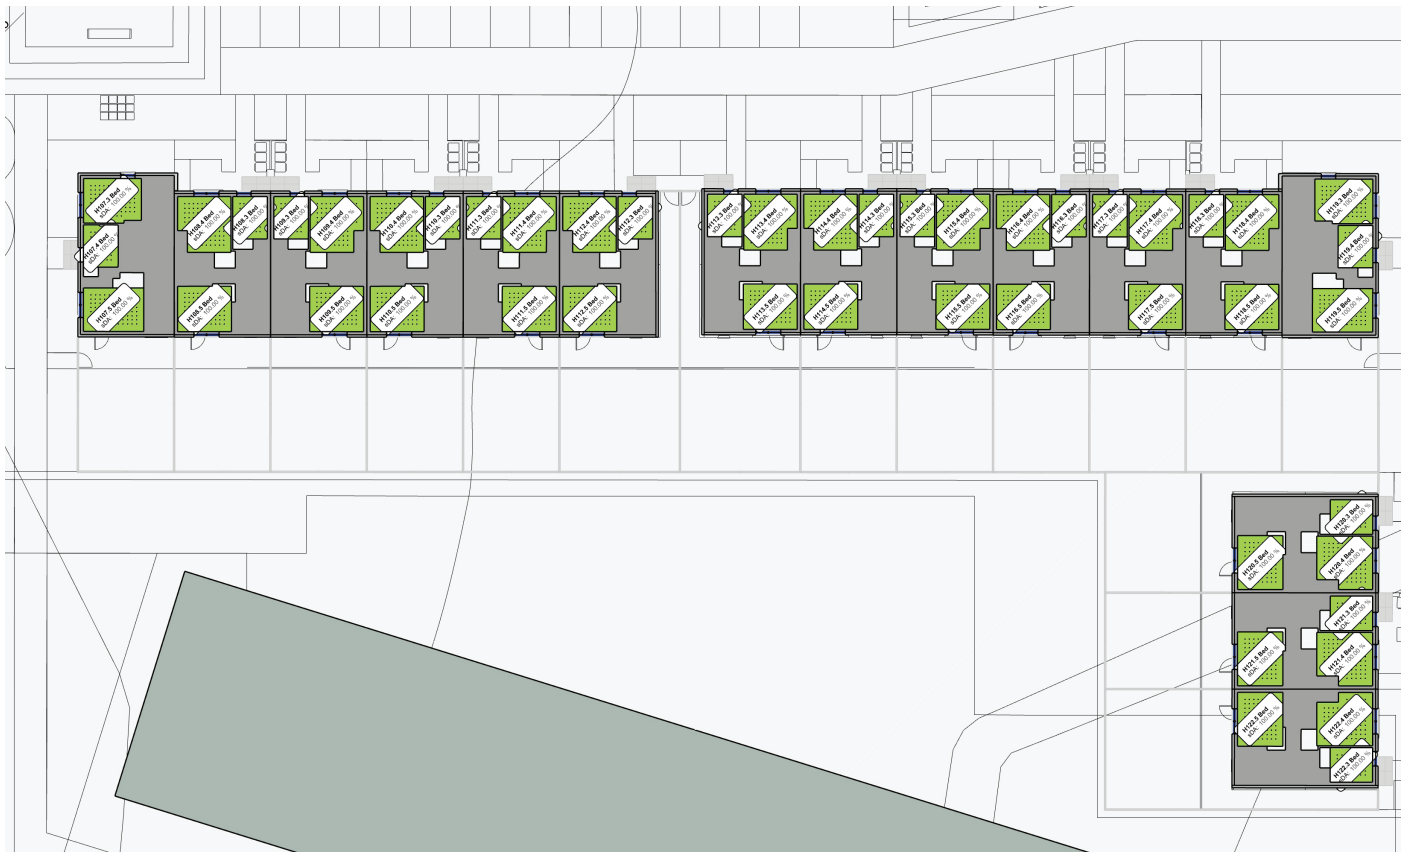 H107.3 Bed
sDA: 100.00 %
H108.4 Bed
sDA: 100.00 %
H108.3 Bed
sDA: 100.00 %
H109.3 Bed
sDA: 100.00 %
H109.4 Bed
sDA: 100.00 %
H110.4 Bed
sDA: 100.00 %
H110.3 Bed
sDA: 100.00 %
H111.3 Bed
sDA: 100.00 %
H111.4 Bed
sDA: 100.00 %
H112.4 Bed
sDA: 100.00 %
H112.3 Bed
sDA: 100.00 %
H113.3 Bed
sDA: 100.00 %
H113.4 Bed
sDA: 100.00 %
H114.4 Bed
sDA: 100.00 %
H114.3 Bed
sDA: 100.00 %
H115.3 Bed
sDA: 100.00 %
H115.4 Bed
sDA: 100.00 %
H116.4 Bed
sDA: 100.00 %
H116.3 Bed
sDA: 100.00 %
H117.3 Bed
sDA: 100.00 %
H117.4 Bed
sDA: 100.00 %
H118.3 Bed
sDA: 100.00 %
H118.4 Bed
sDA: 100.00 %
H119.3 Bed
sDA: 100.00 %
H107.4 Bed
sDA: 100.00 %
H119.4 Bed
sDA: 100.00 %
H107.5 Bed
sDA: 100.00 %
H108.5 Bed
sDA: 100.00 %
H109.5 Bed
sDA: 100.00 %
H110.5 Bed
sDA: 100.00 %
H111.5 Bed
sDA: 100.00 %
H112.5 Bed
sDA: 100.00 %
H113.5 Bed
sDA: 100.00 %
H114.5 Bed
sDA: 100.00 %
H115.5 Bed
sDA: 100.00 %
H116.5 Bed
sDA: 100.00 %
H117.5 Bed
sDA: 100.00 %
H118.5 Bed
sDA: 100.00 %
H119.5 Bed
sDA: 100.00 %
H120.3 Bed
sDA: 100.00 %
H120.5 Bed
sDA: 100.00 %
H120.4 Bed
sDA: 100.00 %
H121.3 Bed
sDA: 100.00 %
H121.5 Bed
sDA: 100.00 %
H121.4 Bed
sDA: 100.00 %
H122.5 Bed
sDA: 100.00 %
H122.4 Bed
sDA: 100.00 %
H122.3 Bed
sDA: 100.00 %